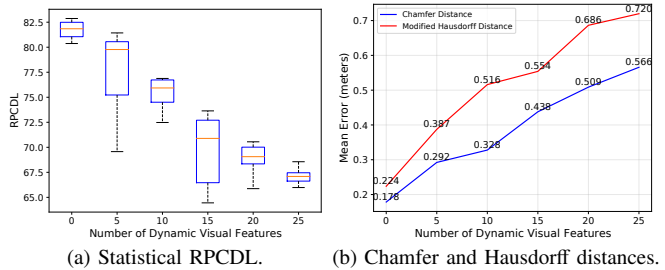 82.5
80.0
77.5
75.0
72.5
70.0
67.5
65.0
RPCDL
0 5 10 15 20 25
Number of Dynamic Visual Features
(a) Statistical RPCDL.
Chamfer Distance
Modified Hausdorff Distance
0.7
0.6
0.5
0.4
0.3
0.2
Mean Error (meters)
0.224 0.387 0.516 0.554 0.686 0.720
0.178 0.292 0.328 0.438 0.509 0.566
0 5 10 15 20 25
Number of Dynamic Visual Features
(b) Chamfer and Hausdorff distances.